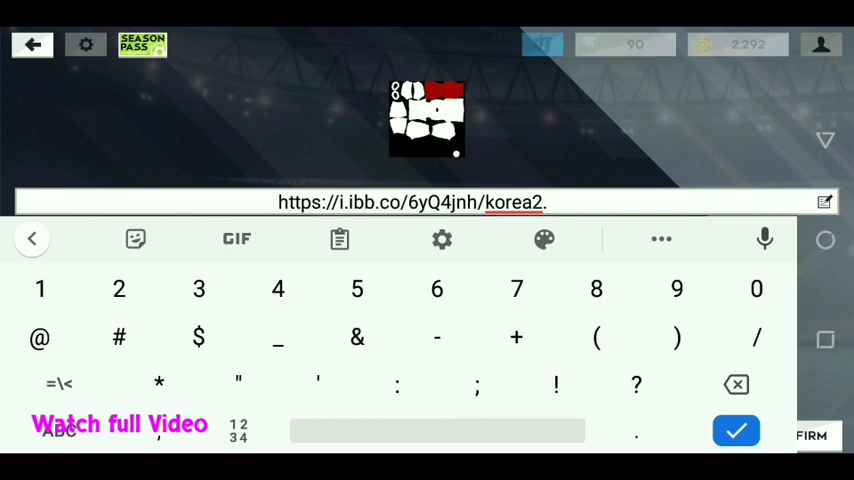 SEASON
PASS
90
2.292
https://i.ibb.co/6yQ4jnh/korea2.
GIF
1 2 3 4 5 6 7 8 9 0
@ # $ _ & - + ( ) /
=\< * " ' : ; ! ?
Watch full Video
ABC , 12 34 .
FIRM